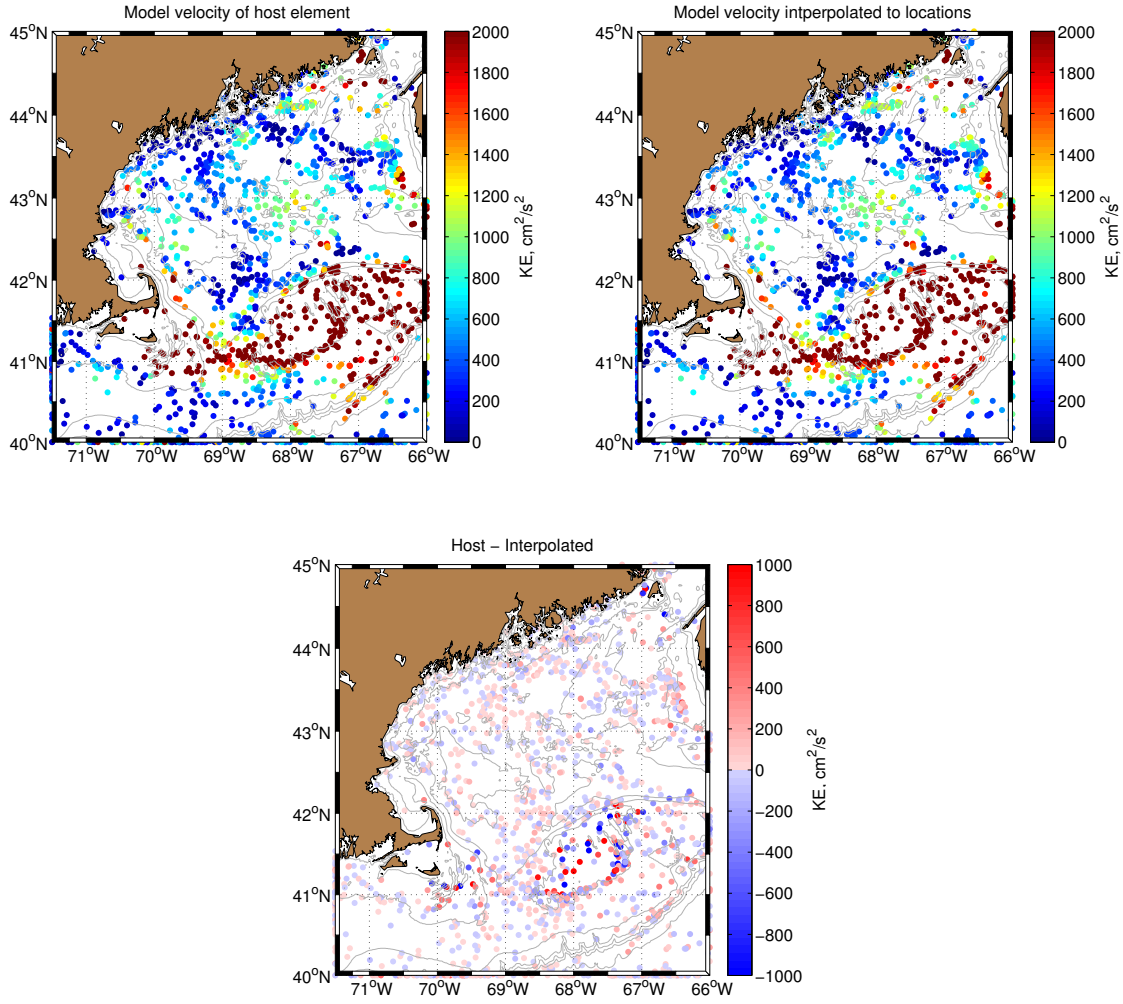 Model velocity of host element
45°N
44°N
43°N
42°N
41°N
40°N
71°W 70°W 69°W 68°W 67°W 66°W
2000
1800
1600
1400
1200
1000
800
600
400
200
0
KE, cm²/s²
Model velocity intperpolated to locations
45°N
44°N
43°N
42°N
41°N
40°N
71°W 70°W 69°W 68°W 67°W 66°W
2000
1800
1600
1400
1200
1000
800
600
400
200
0
KE, cm²/s²
Host − Interpolated
45°N
44°N
43°N
42°N
41°N
40°N
71°W 70°W 69°W 68°W 67°W 66°W
1000
800
600
400
200
0
−200
−400
−600
−800
−1000
KE, cm²/s²